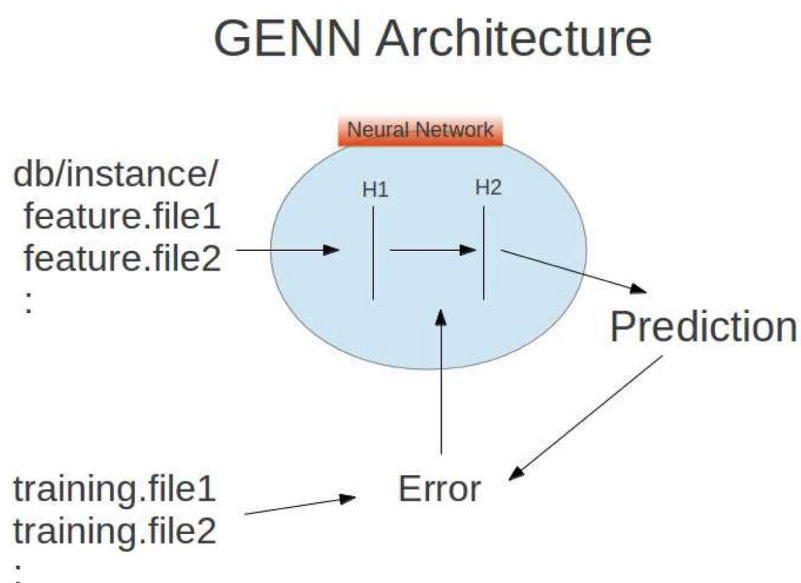 GENN Architecture
Neural Network
db/instance/
feature.file1
feature.file2
:
H1
H2
Prediction
Error
training.file1
training.file2
: